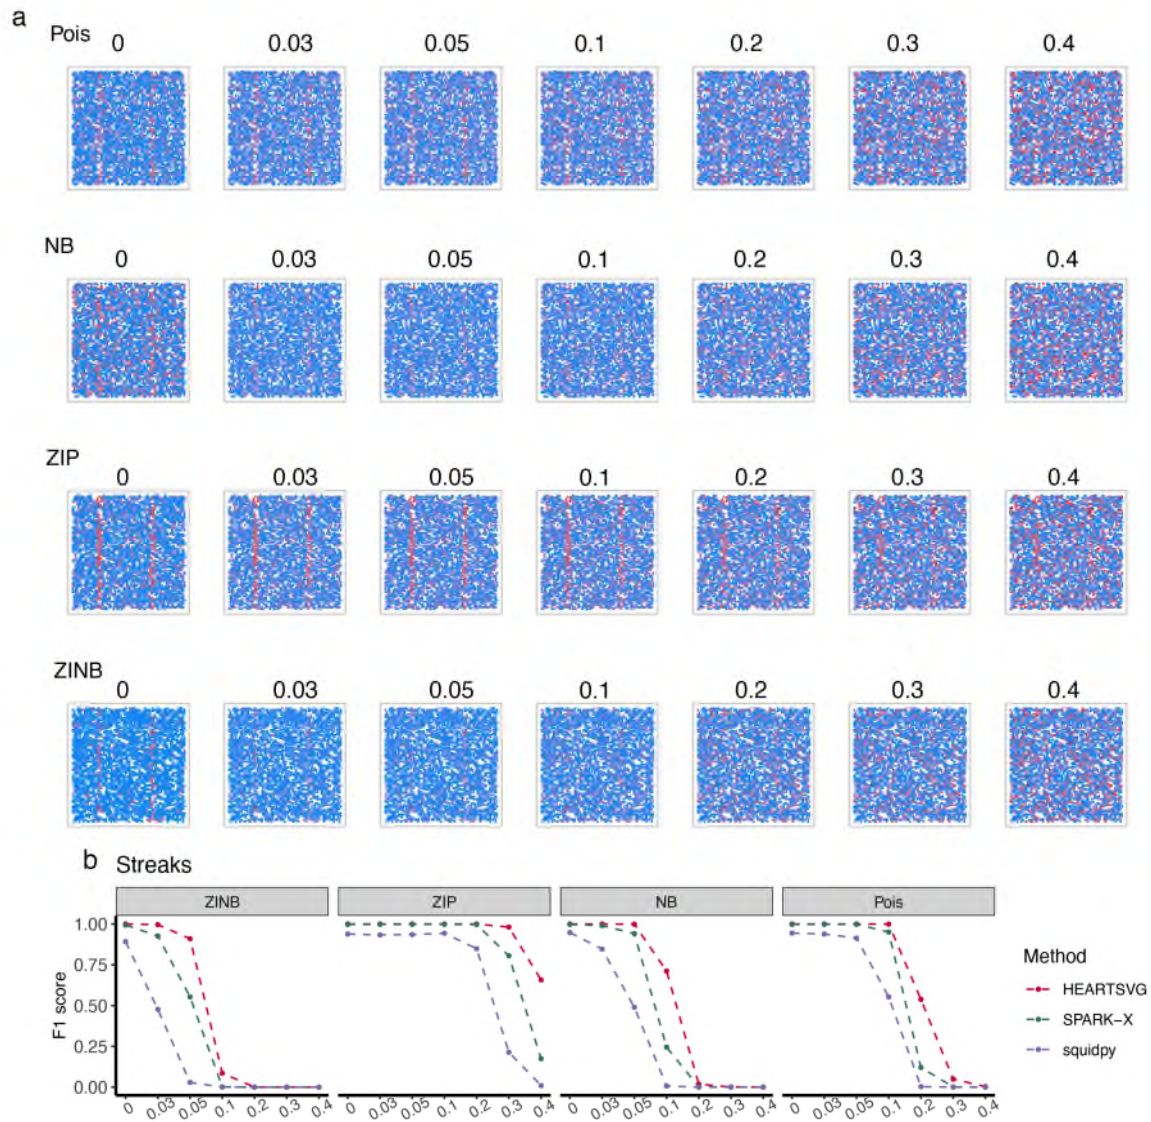 a
Pois
0 0.03 0.05 0.1 0.2 0.3 0.4
NB
0 0.03 0.05 0.1 0.2 0.3 0.4
ZIP
0 0.03 0.05 0.1 0.2 0.3 0.4
ZINB
0 0.03 0.05 0.1 0.2 0.3 0.4
b Streaks
ZINB ZIP NB Pois
F1 score
1.00
0.75
0.50
0.25
0.00
0 0.03 0.05 0.1 0.2 0.3 0.4 0 0.03 0.05 0.1 0.2 0.3 0.4 0 0.03 0.05 0.1 0.2 0.3 0.4 0 0.03 0.05 0.1 0.2 0.3 0.4
Method
HEARTSVG
SPARK-X
squidpy